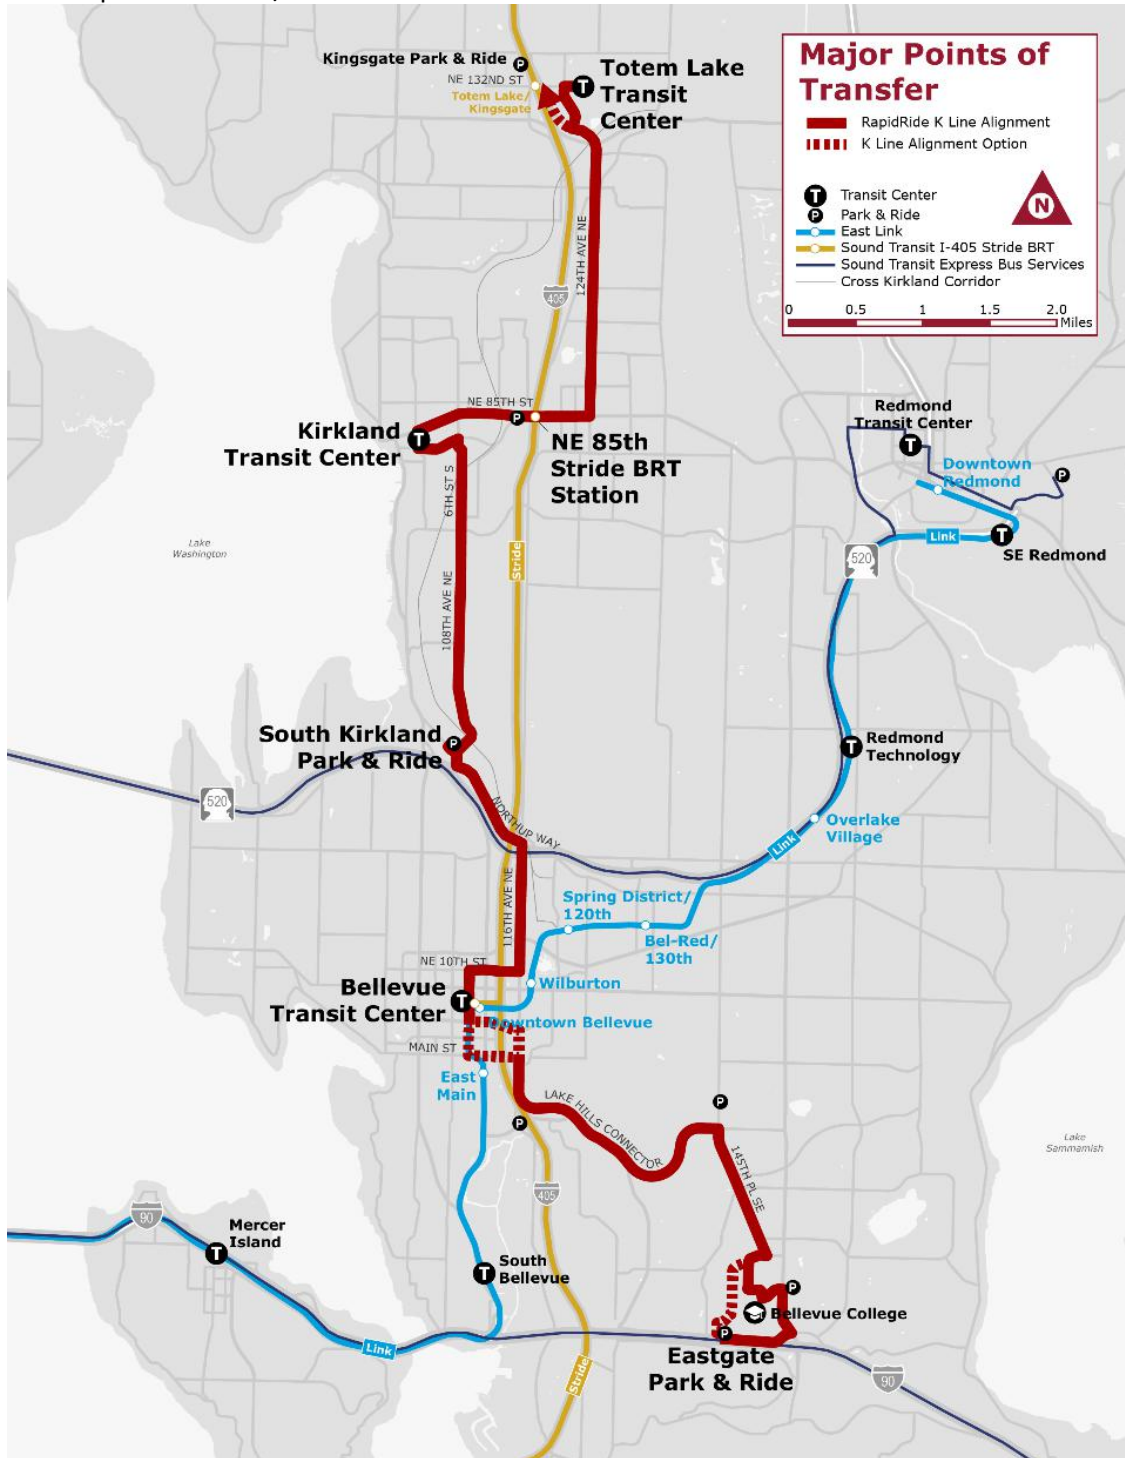 Kingsgate Park & Ride
P
NE 132ND ST
Totem Lake/
Kingsgate
T
Totem Lake
Transit
Center
Major Points of
Transfer
RapidRide K Line Alignment
K Line Alignment Option
T Transit Center
P Park & Ride
East Link
Sound Transit I-405 Stride BRT
Sound Transit Express Bus Services
Cross Kirkland Corridor
N
0 0.5 1 1.5 2.0
Miles
124TH AVE NE
405
NE 85TH ST
P
Kirkland
Transit Center
T
NE 85th
Stride BRT
Station
Redmond
Transit Center
T
Downtown
Redmond
P
6TH ST S
Lake
Washington
Stride
520
Link
T
SE Redmond
108TH AVE NE
South Kirkland
Park & Ride
P
T
Redmond
Technology
520
NORTHUP WAY
Overlake
Village
Link
116TH AVE NE
Spring District/
120th
Bel-Red/
130th
NE 10TH ST
Bellevue
Transit Center
T
Wilburton
Downtown Bellevue
MAIN ST
East
Main
LAKE HILLS CONNECTOR
P
P
145TH PL SE
Lake
Sammamish
405
90
Mercer
Island
T
South
Bellevue
T
P
Bellevue College
P
Eastgate
Park & Ride
Link
Stride
90